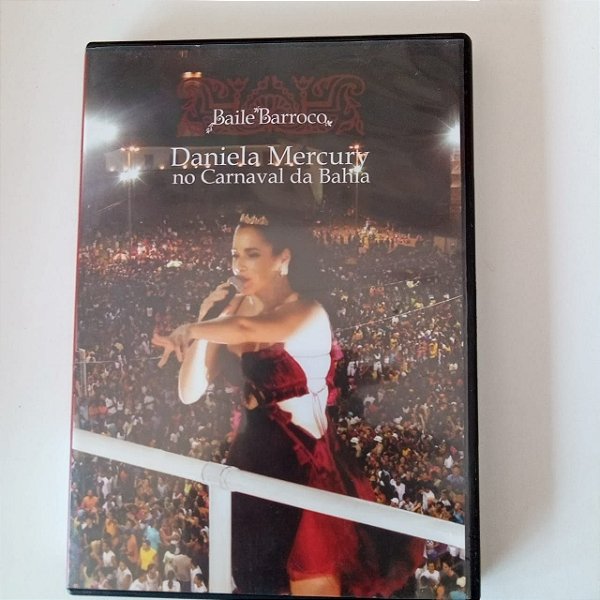 Baile Barroco
Daniela Mercury
no Carnaval da Bahia